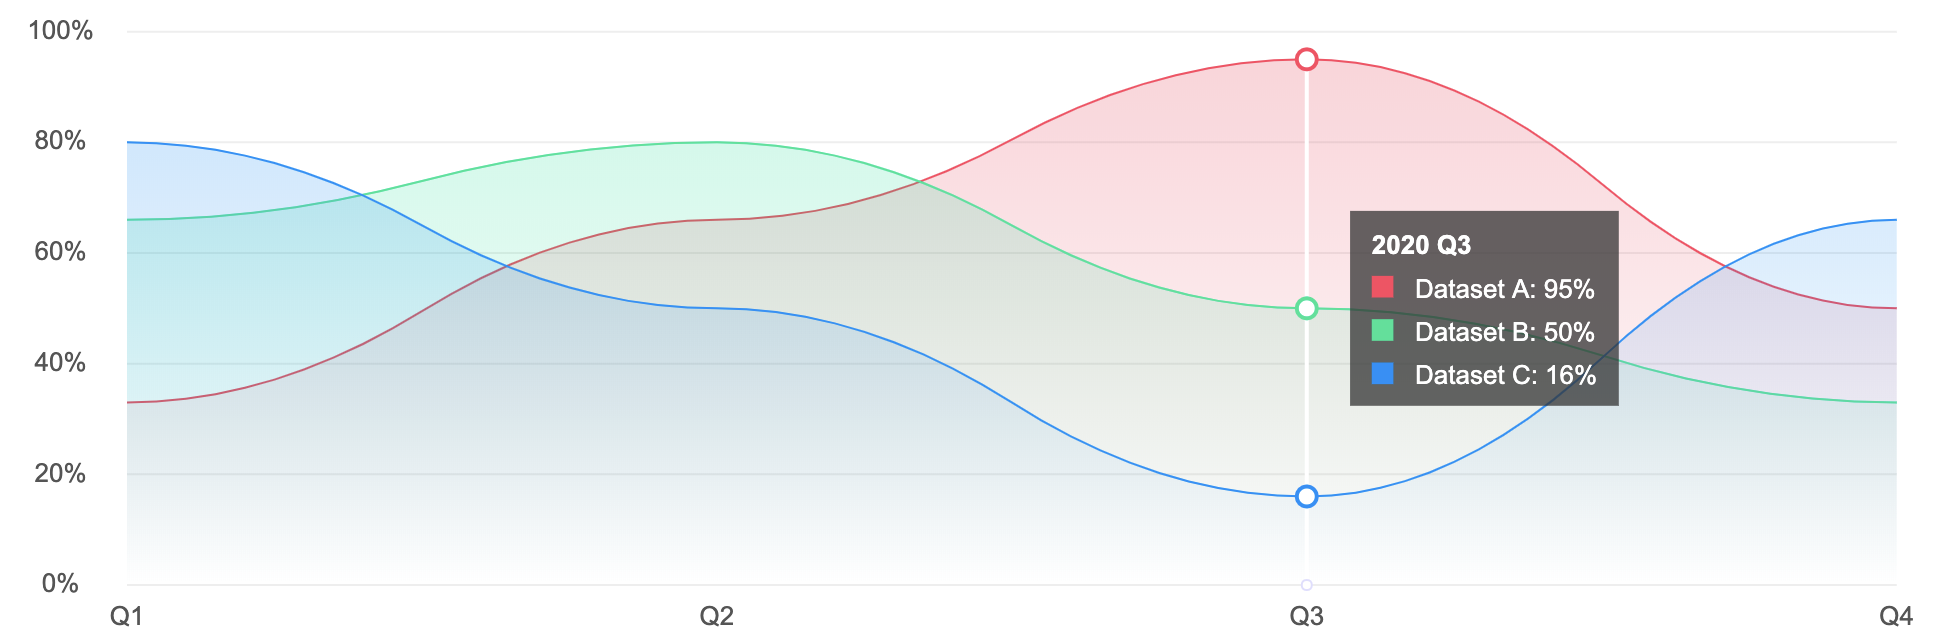 100%
80%
60%
40%
20%
0%
Q1
Q2
Q3
Q4
2020 Q3
Dataset A: 95%
Dataset B: 50%
Dataset C: 16%